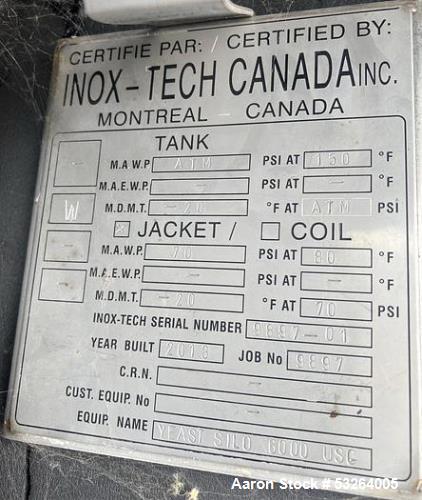 CERTIFIE PAR: / CERTIFIED BY:
INOX-TECH CANADA INC.
MONTREAL - CANADA
TANK
- M.A.W.P. ATM PSI AT 150 °F
M.A.E.W.P. - PSI AT - °F
W M.D.M.T. -20 °F AT ATM PSI
☒ JACKET / ☐ COIL
- M.A.W.P. 70 PSI AT 80 °F
- M.A.E.W.P. - PSI AT - °F
M.D.M.T. -20 °F AT 70 PSI
INOX-TECH SERIAL NUMBER 9897-01
YEAR BUILT 2013 JOB No 9897
C.R.N. -
CUST. EQUIP. No -
EQUIP. NAME YEAST SILO 6000 USG
Aaron Stock # 53264005